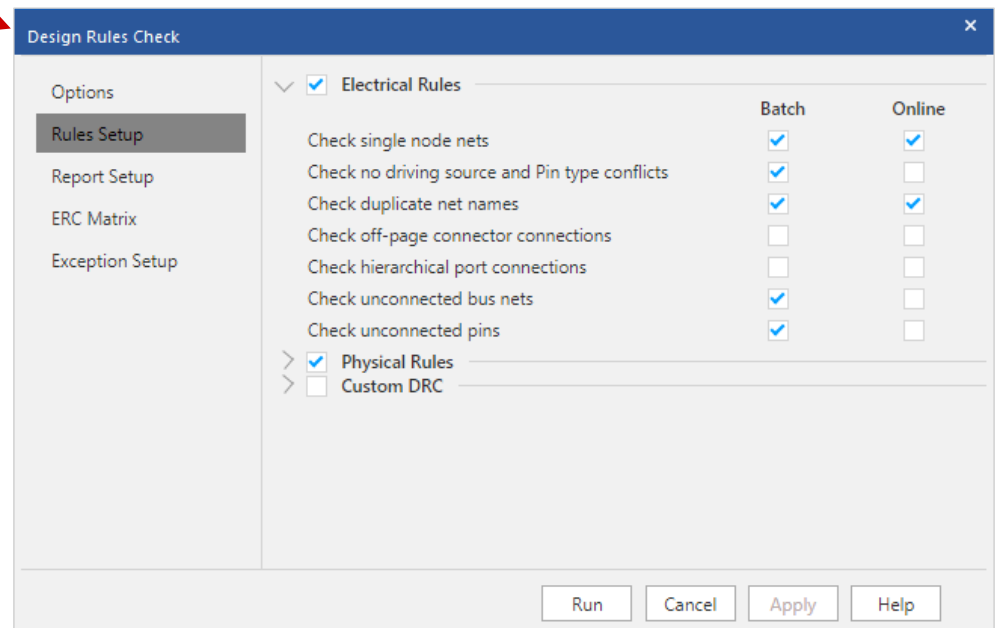 Design Rules Check
Options
Rules Setup
Report Setup
ERC Matrix
Exception Setup
Electrical Rules
Batch Online
Check single node nets
Check no driving source and Pin type conflicts
Check duplicate net names
Check off-page connector connections
Check hierarchical port connections
Check unconnected bus nets
Check unconnected pins
Physical Rules
Custom DRC
Run Cancel Apply Help